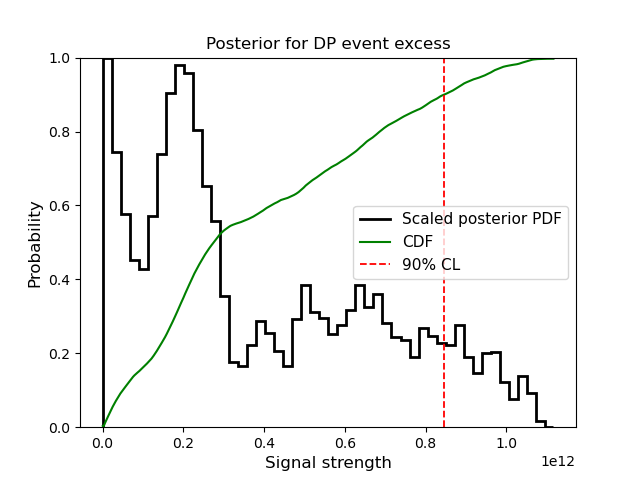 Posterior for DP event excess
Probability
1.0
0.8
0.6
0.4
0.2
0.0
Scaled posterior PDF
CDF
90% CL
0.0 0.2 0.4 0.6 0.8 1.0
1e12
Signal strength